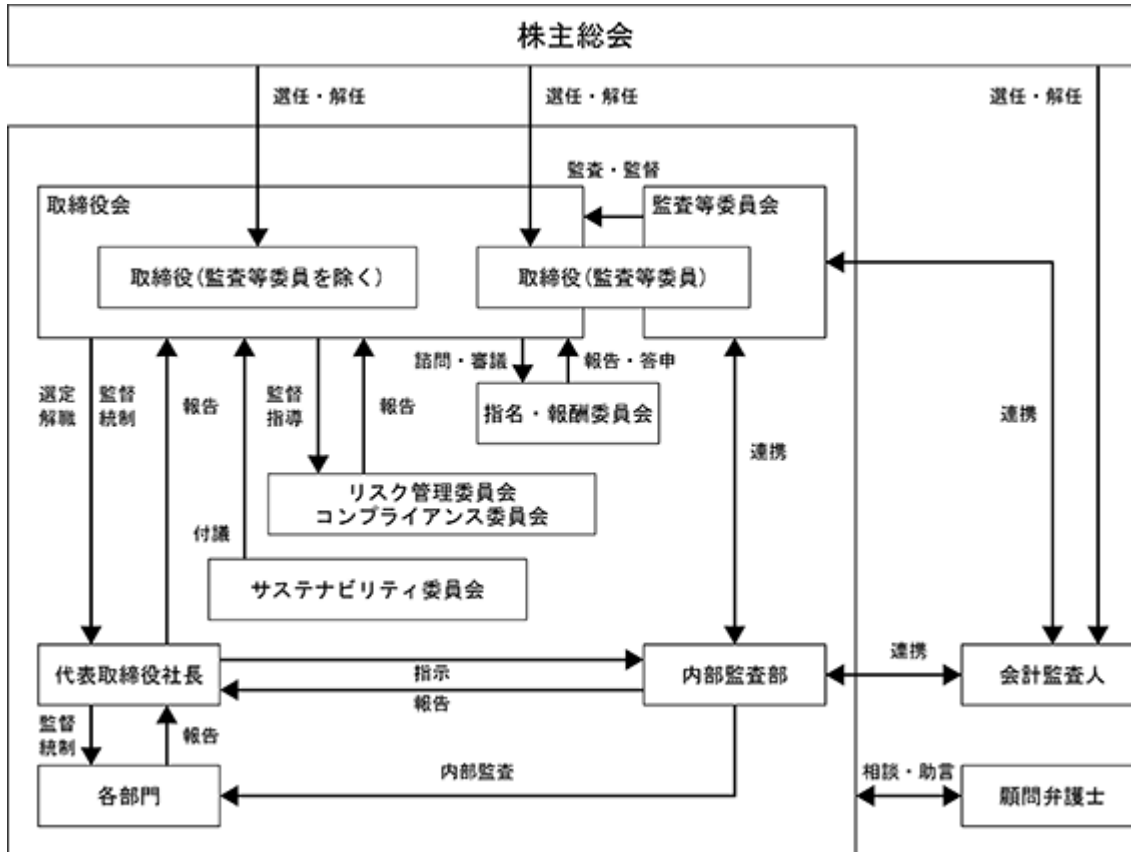 株主総会
選任・解任
選任・解任
選任・解任
監査・監督
取締役会
監査等委員会
取締役(監査等委員を除く)
取締役(監査等委員)
諮問・審議
報告・答申
選定
解職
監督
統制
報告
監督
指導
報告
指名・報酬委員会
連携
連携
リスク管理委員会
コンプライアンス委員会
付議
サステナビリティ委員会
代表取締役社長
指示
報告
内部監査部
連携
会計監査人
監督
統制
報告
各部門
内部監査
相談・助言
顧問弁護士